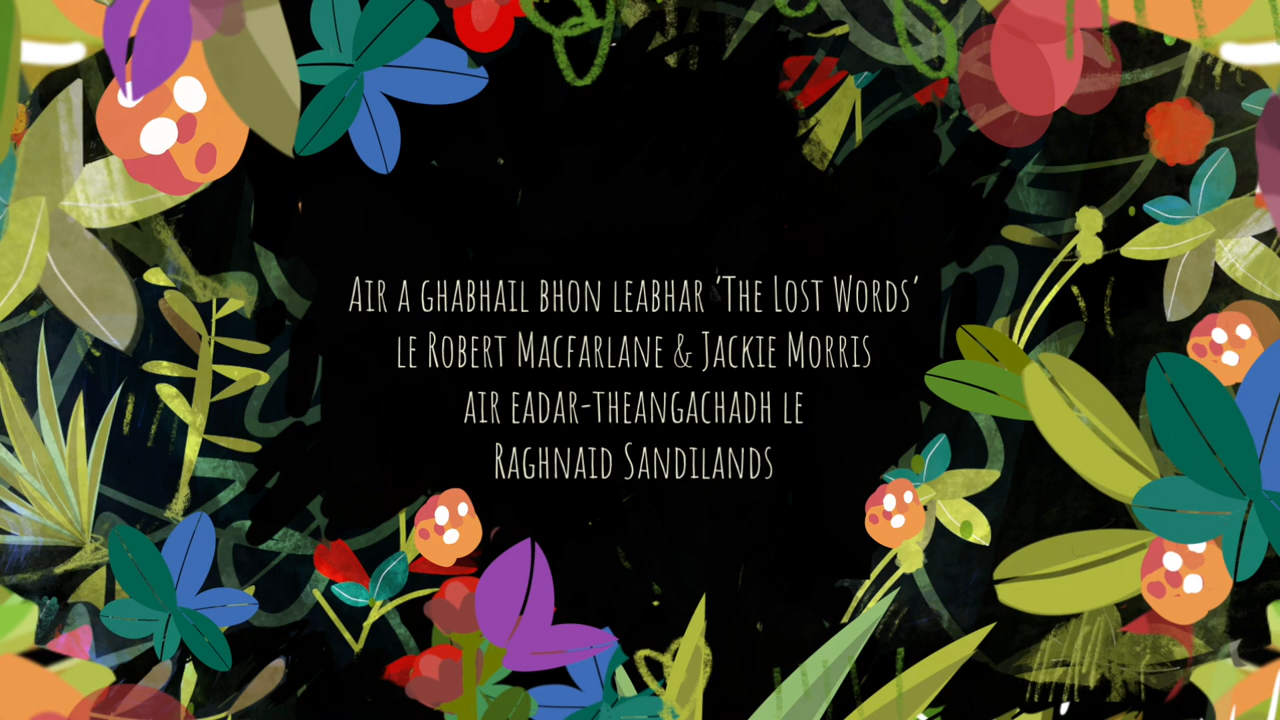 Air a ghabhail bhon leabhar ‘The Lost Words’
le Robert Macfarlane & Jackie Morris
air eadar-theangachadh le
Raghnaid Sandilands